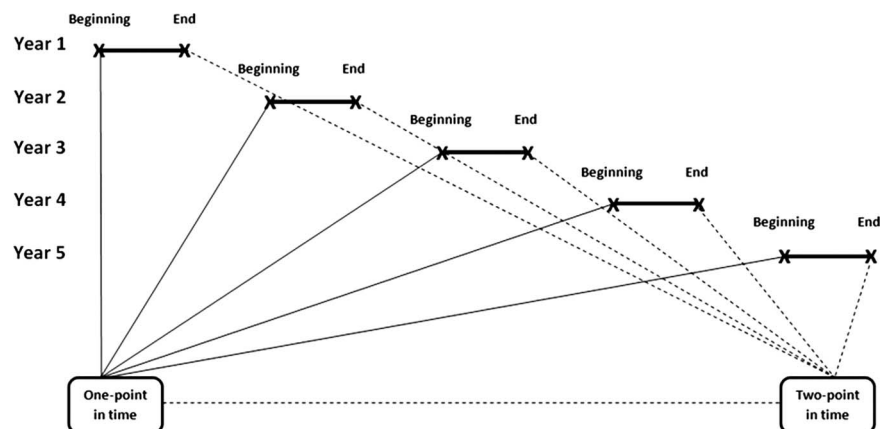 Beginning End
Year 1
Beginning End
Year 2
Beginning End
Year 3
Beginning End
Year 4
Beginning End
Year 5
One-point
in time
Two-point
in time